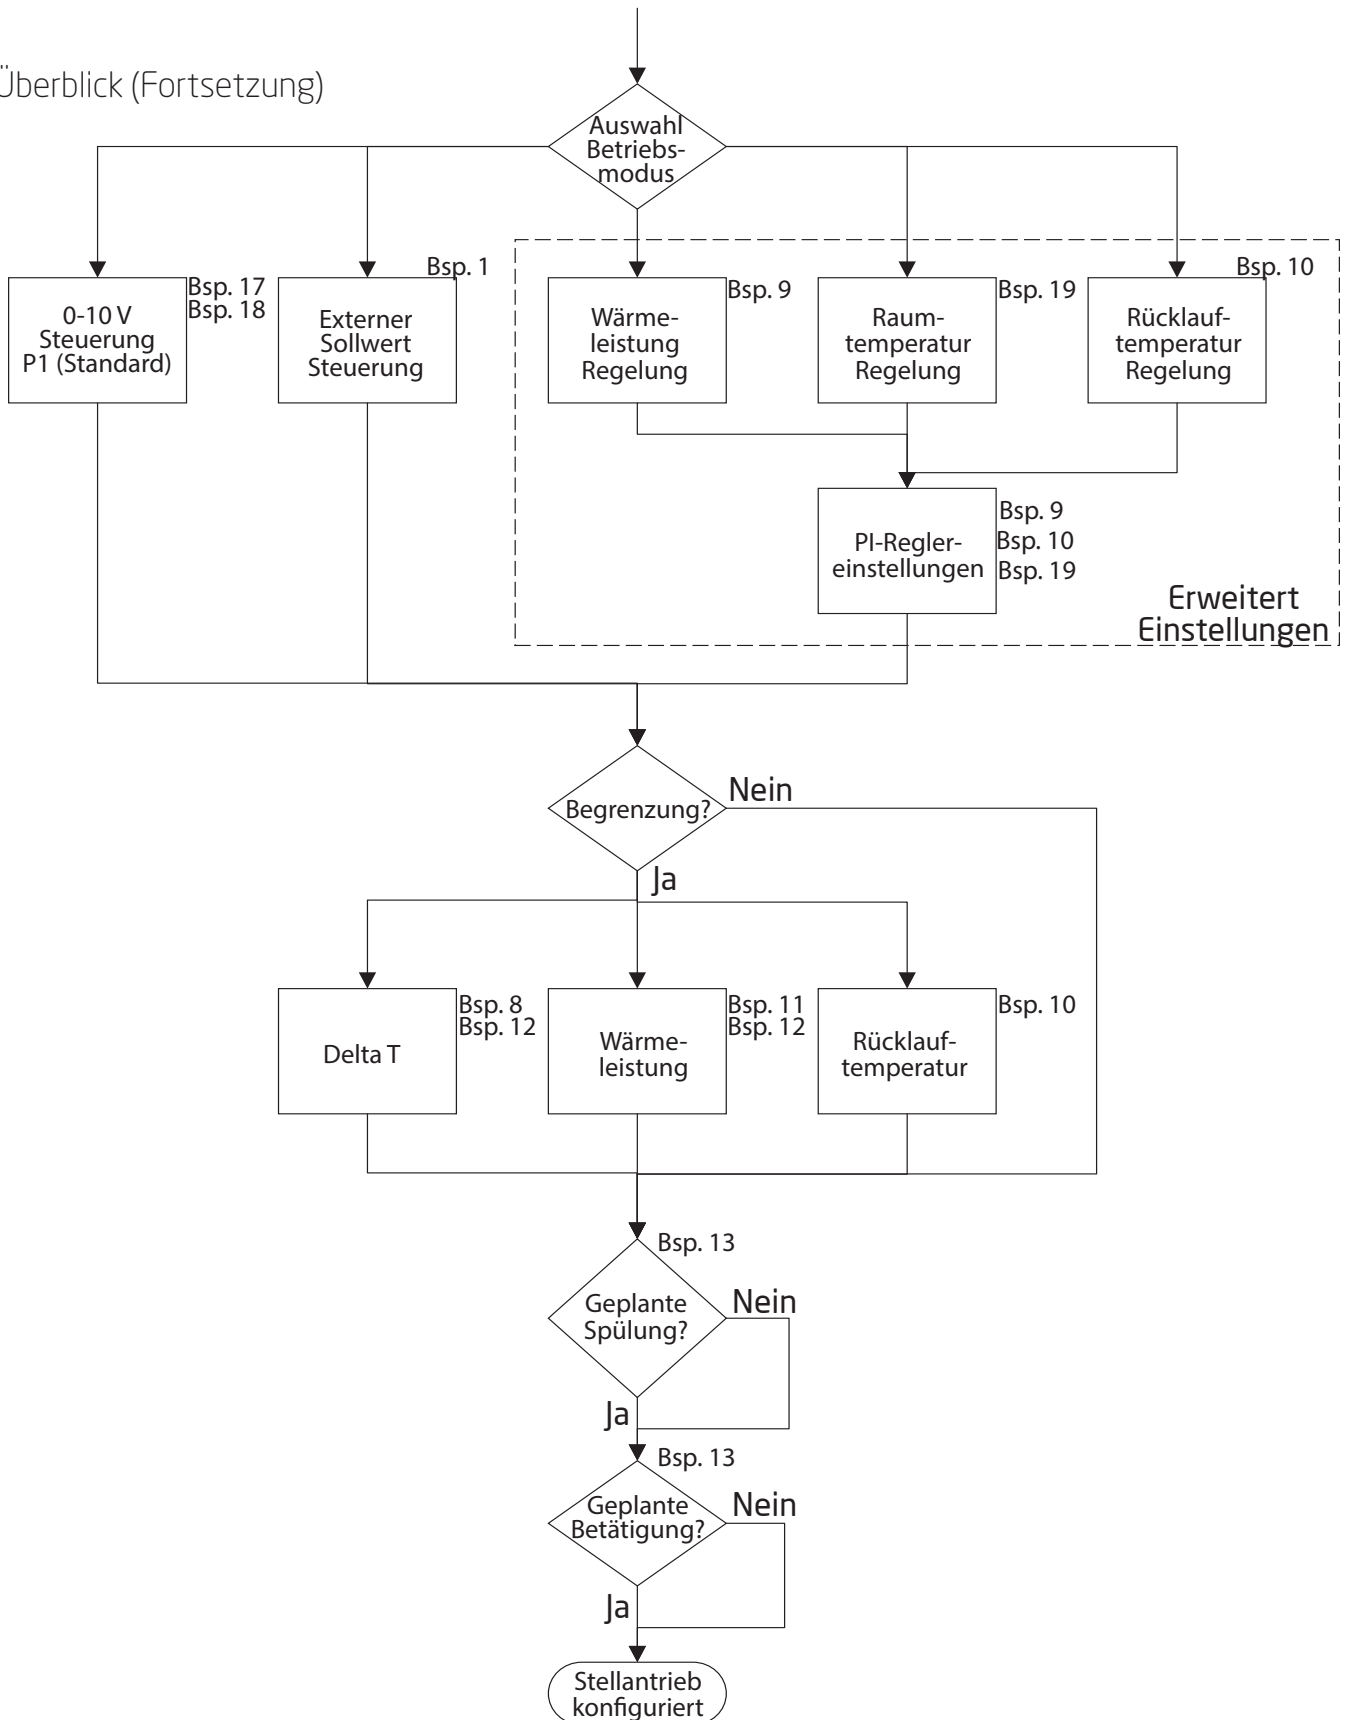 Überblick (Fortsetzung)
Auswahl
Betriebs-
modus
0-10 V
Steuerung
P1 (Standard)
Bsp. 17
Bsp. 18
Externer
Sollwert
Steuerung
Bsp. 1
Wärme-
leistung
Regelung
Bsp. 9
Raum-
temperatur
Regelung
Bsp. 19
Rücklauf-
temperatur
Regelung
Bsp. 10
PI-Regler-
einstellungen
Bsp. 9
Bsp. 10
Bsp. 19
Erweitert
Einstellungen
Begrenzung?
Nein
Ja
Delta T
Bsp. 8
Bsp. 12
Wärme-
leistung
Bsp. 11
Bsp. 12
Rücklauf-
temperatur
Bsp. 10
Bsp. 13
Geplante
Spülung?
Nein
Ja
Bsp. 13
Geplante
Betätigung?
Nein
Ja
Stellantrieb
konfiguriert